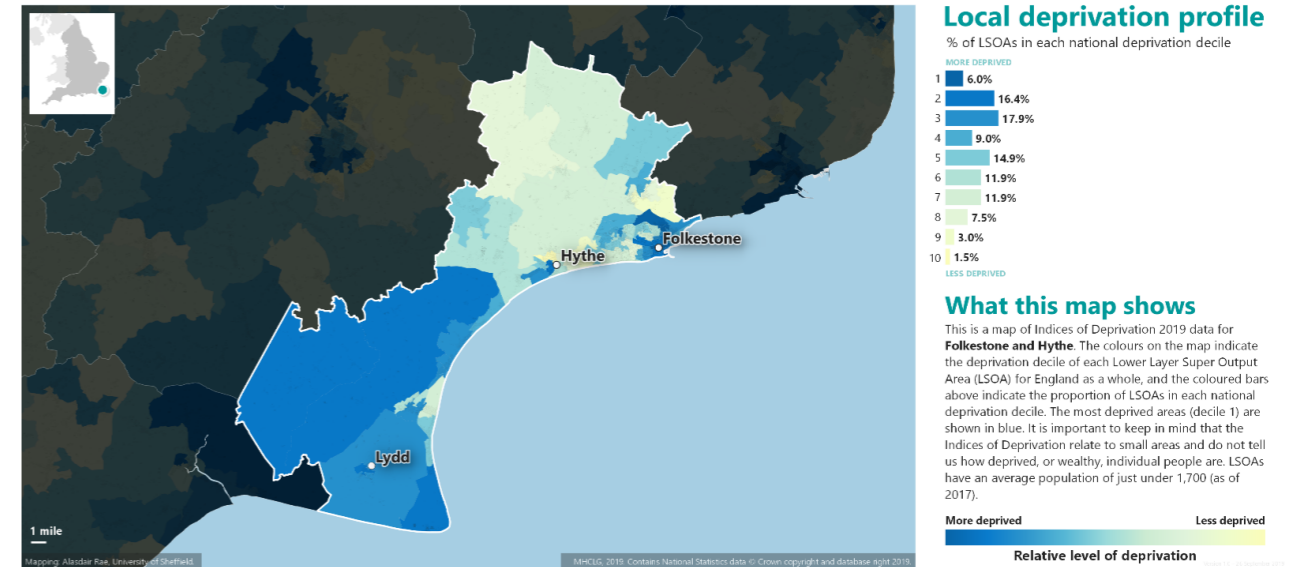 Local deprivation profile
% of LSOAs in each national deprivation decile
MORE DEPRIVED
1 6.0%
2 16.4%
3 17.9%
4 9.0%
5 14.9%
6 11.9%
7 11.9%
8 7.5%
9 3.0%
10 1.5%
LESS DEPRIVED
Folkestone
Hythe
Lydd
1 mile
Mapping: Alasdair Rae, University of Sheffield.
MHCLG, 2019. Contains National Statistics data © Crown copyright and database right 2019.
What this map shows
This is a map of Indices of Deprivation 2019 data for
Folkestone and Hythe. The colours on the map indicate
the deprivation decile of each Lower Layer Super Output
Area (LSOA) for England as a whole, and the coloured bars
above indicate the proportion of LSOAs in each national
deprivation decile. The most deprived areas (decile 1) are
shown in blue. It is important to keep in mind that the
Indices of Deprivation relate to small areas and do not tell
us how deprived, or wealthy, individual people are. LSOAs
have an average population of just under 1,700 (as of
2017).
More deprived Less deprived
Relative level of deprivation